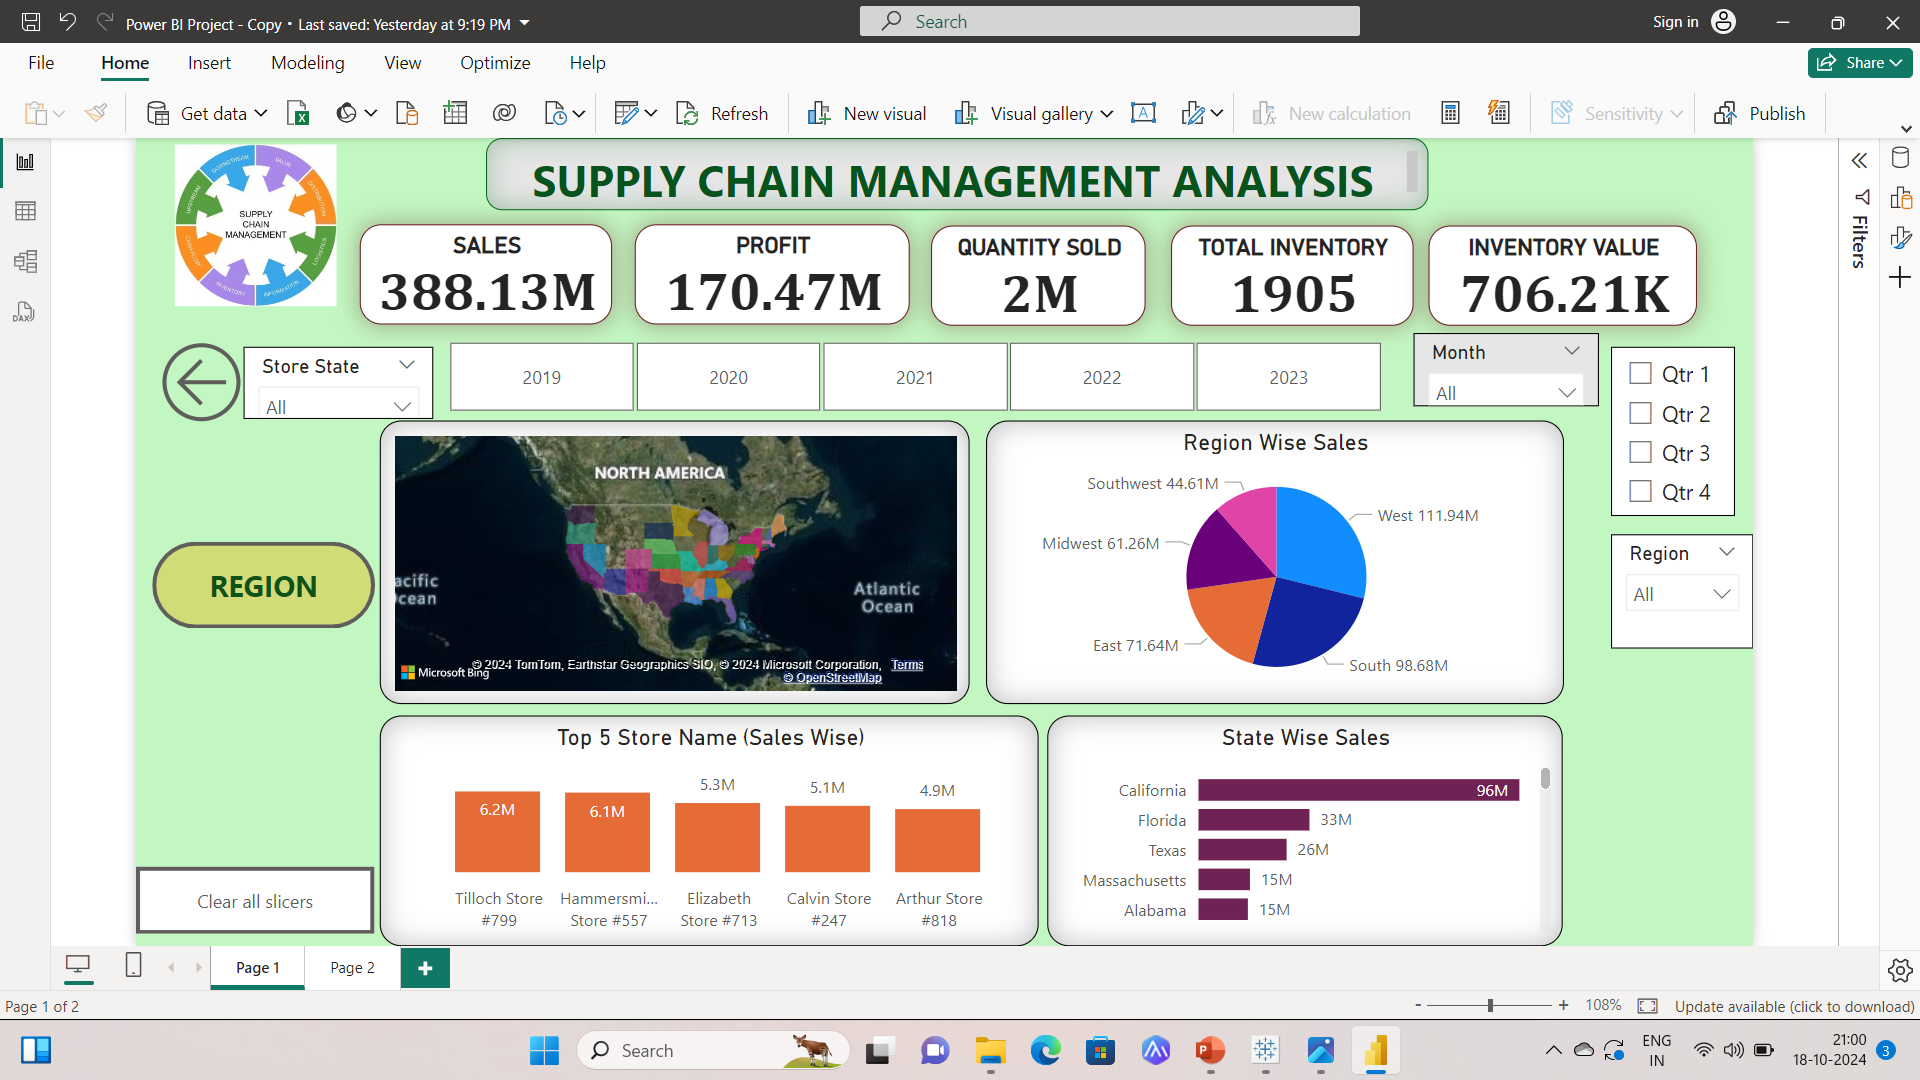 Power BI Project - Copy • Last saved: Yesterday at 9:19 PM
Search
Sign in
File Home Insert Modeling View Optimize Help
Share
Get data
Refresh
New visual
Visual gallery
New calculation
Sensitivity
Publish
SUPPLY CHAIN MANAGEMENT ANALYSIS
DOWNSTREAM
VALUE
DISTRIBUTION
LOGISTICS
INFORMATION
INVENTORY
CASH-FLOW
UPSTREAM
SUPPLY
CHAIN
MANAGEMENT
SALES
388.13M
PROFIT
170.47M
QUANTITY SOLD
2M
TOTAL INVENTORY
1905
INVENTORY VALUE
706.21K
Filters
Store State
All
2019
2020
2021
2022
2023
Month
All
Qtr 1
Qtr 2
Qtr 3
Qtr 4
REGION
NORTH AMERICA
acific
cean
Atlantic
Ocean
Microsoft Bing
© 2024 TomTom, Earthstar Geographics SIO, © 2024 Microsoft Corporation, Terms
© OpenStreetMap
Region Wise Sales
Southwest 44.61M
West 111.94M
Midwest 61.26M
East 71.64M
South 98.68M
Region
All
Top 5 Store Name (Sales Wise)
6.2M
6.1M
5.3M
5.1M
4.9M
Tilloch Store
#799
Hammersmi...
Store #557
Elizabeth
Store #713
Calvin Store
#247
Arthur Store
#818
State Wise Sales
California 96M
Florida 33M
Texas 26M
Massachusetts 15M
Alabama 15M
Clear all slicers
Page 1
Page 2
+
Page 1 of 2
- + 108%
Update available (click to download)
Search
ENG
IN
21:00
18-10-2024
3